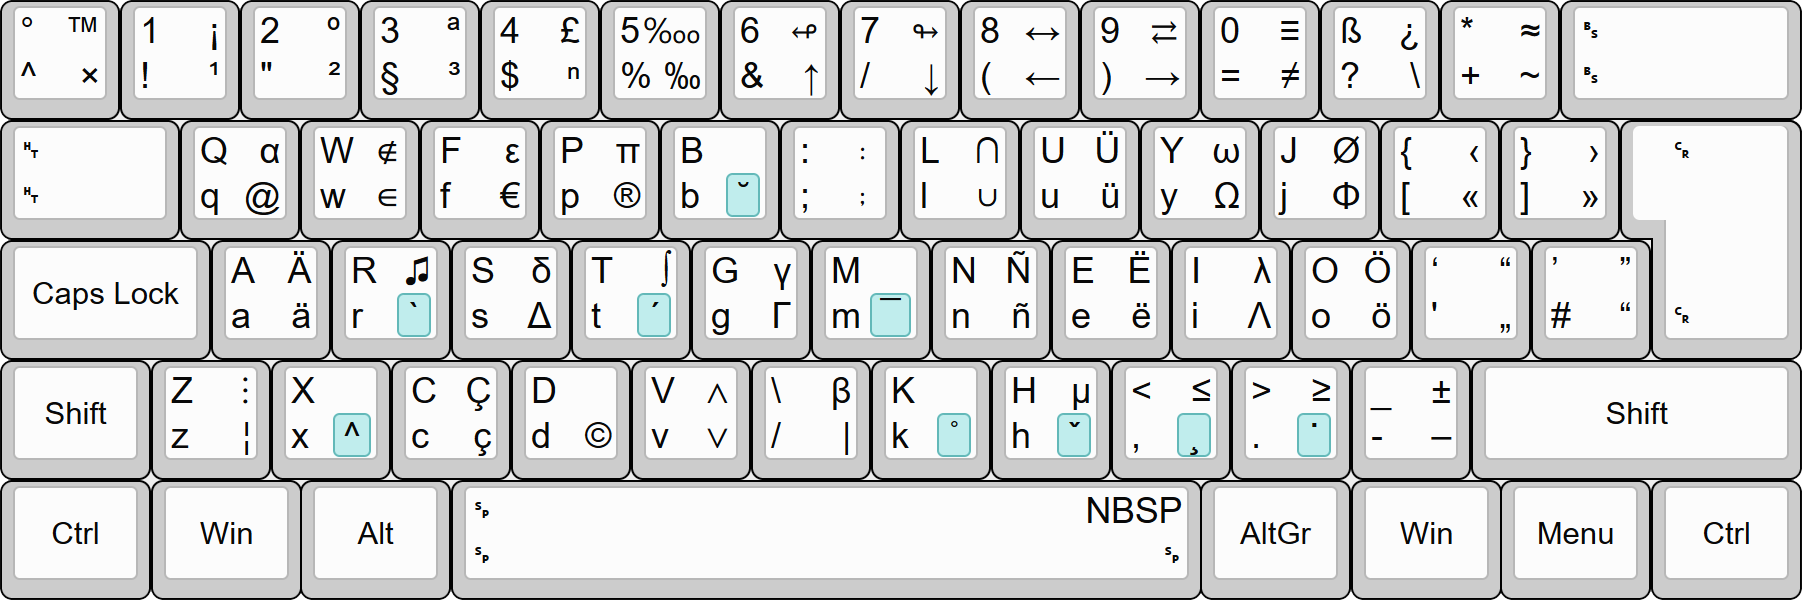 ° ™ 1 ¡ 2 º 3 ª 4 £ 5 ‱ 6 ↫ 7 ↬ 8 ↔ 9 ⇄ 0 ≡ ß ¿ * ≈ ␈
^ × ! ¹ " ² § ³ $ ⁿ % ‰ & ↑ / ↓ ( ← ) → = ≠ ? \ + ~ ␈
␉ Q α W ∉ F ε P π B : : L ∩ U Ü Y ω J Ø { ‹ } › ␍
␉ q @ w ∈ f € p ® b ˘ ; ; l ∪ u ü y Ω j Φ [ « ] »
Caps Lock A Ä R ♫ S δ T ∫ G γ M N Ñ E Ë I λ O Ö ‘ “ ’ ”
a ä r ` s Δ t ´ g Γ m ¯ n ñ e ë i Λ o ö ' „ # “ ␍
Shift Z ⋮ X C Ç D V ∧ \ β K H µ < ≤ > ≥ _ ± Shift
z ¦ x ^ c ç d © v ∨ / | k ° h ˇ , ¸ . ˙ - –
Ctrl Win Alt ␠ NBSP AltGr Win Menu Ctrl
␠ ␠